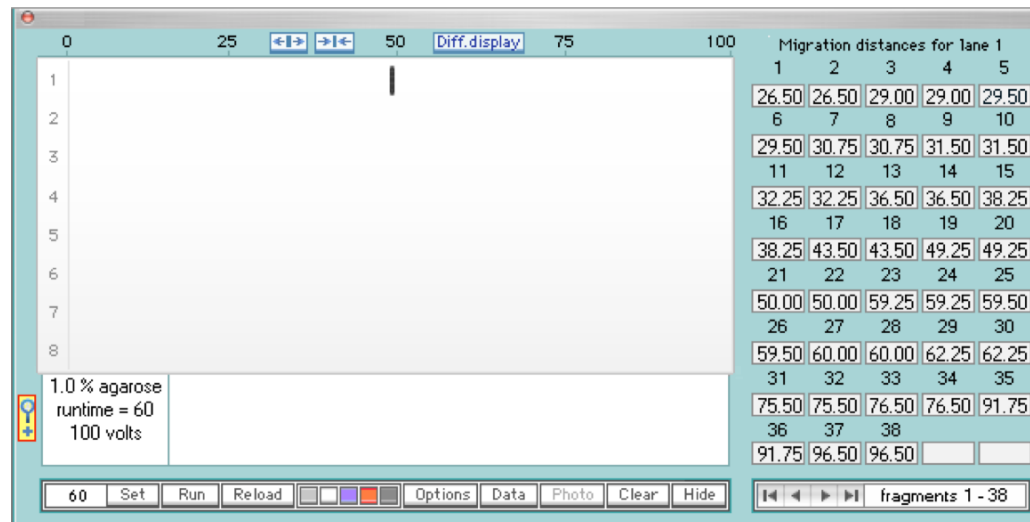 0 25 50 Diff.display 75 100
1
2
3
4
5
6
7
8
1.0 % agarose
runtime = 60
100 volts
60 Set Run Reload Options Data Photo Clear Hide
Migration distances for lane 1
1 2 3 4 5
26.50 26.50 29.00 29.00 29.50
6 7 8 9 10
29.50 30.75 30.75 31.50 31.50
11 12 13 14 15
32.25 32.25 36.50 36.50 38.25
16 17 18 19 20
38.25 43.50 43.50 49.25 49.25
21 22 23 24 25
50.00 50.00 59.25 59.25 59.50
26 27 28 29 30
59.50 60.00 60.00 62.25 62.25
31 32 33 34 35
75.50 75.50 76.50 76.50 91.75
36 37 38
91.75 96.50 96.50
fragments 1 - 38